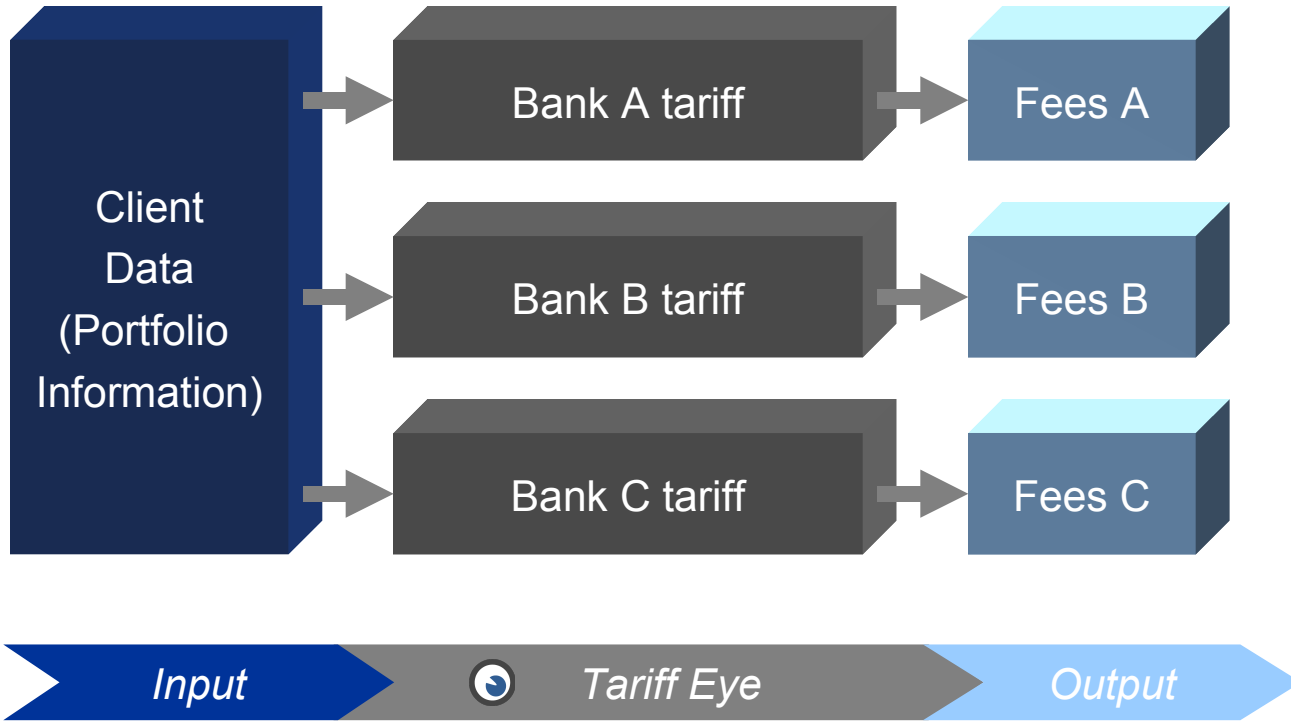 Client
Data
(Portfolio
Information)
Bank A tariff
Fees A
Bank B tariff
Fees B
Bank C tariff
Fees C
Input
Tariff Eye
Output